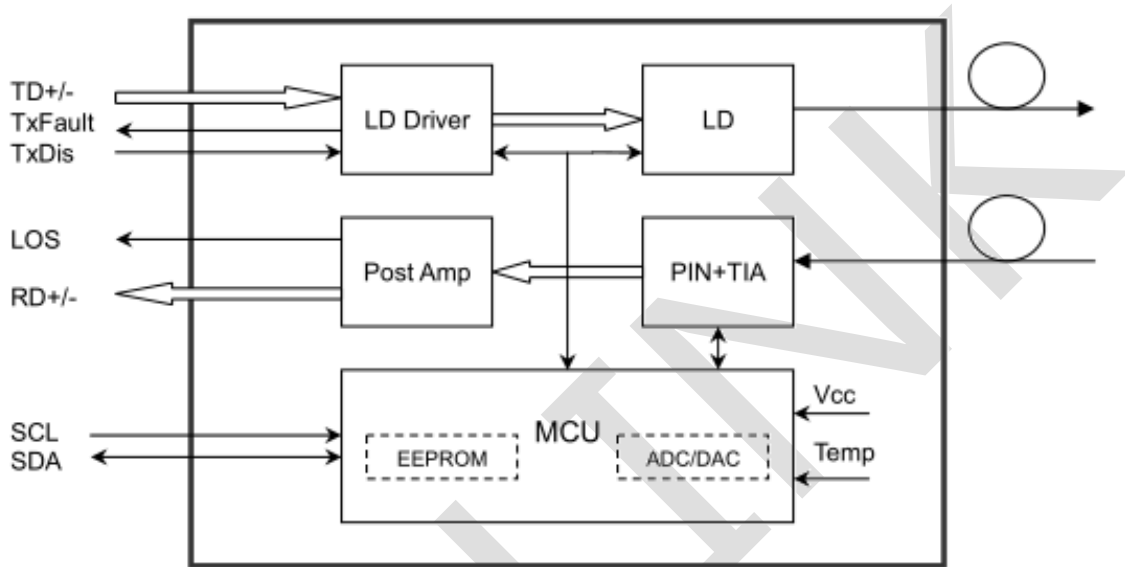 TD+/-
TxFault
TxDis
LD Driver
LD
LOS
RD+/-
Post Amp
PIN+TIA
SCL
SDA
MCU
EEPROM
ADC/DAC
Vcc
Temp
INK